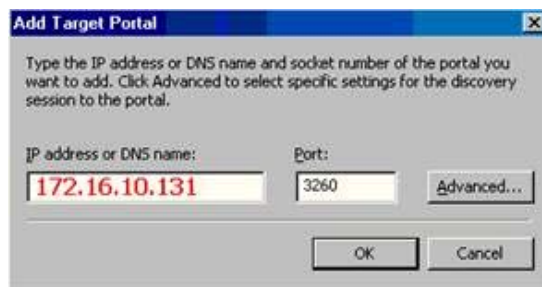 Add Target Portal
Type the IP address or DNS name and socket number of the portal you
want to add. Click Advanced to select specific settings for the discovery
session to the portal.
IP address or DNS name: Port:
172.16.10.131 3260 Advanced...
OK Cancel